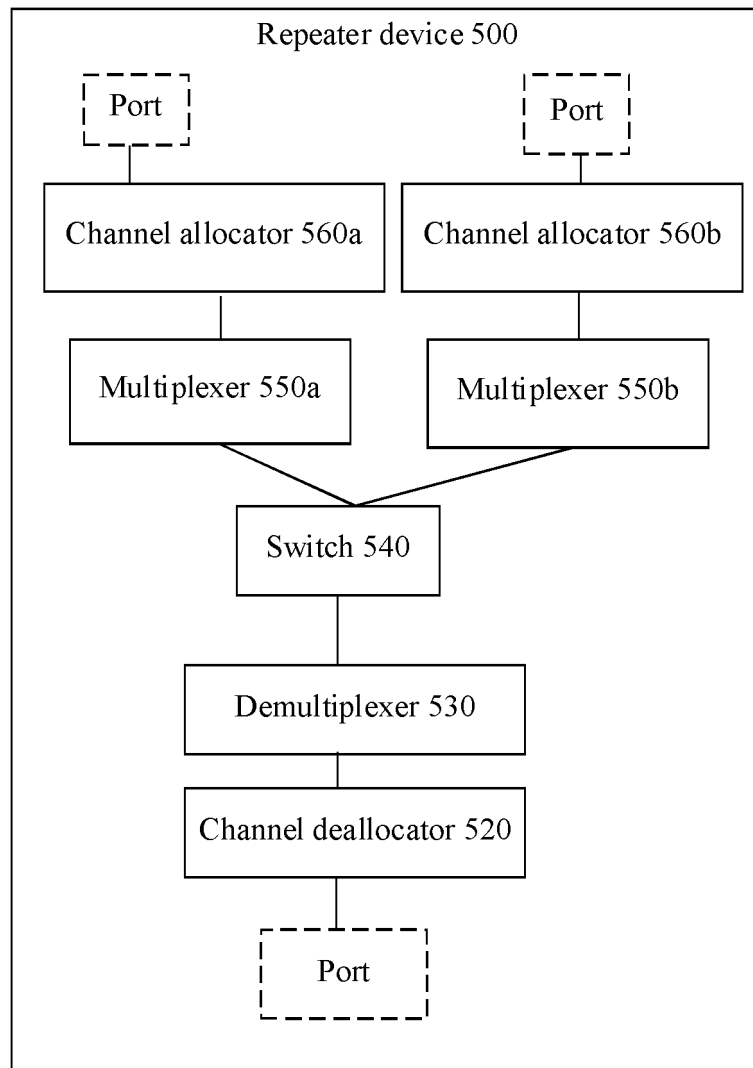 Repeater device 500
Port
Port
Channel allocator 560a
Channel allocator 560b
Multiplexer 550a
Multiplexer 550b
Switch 540
Demultiplexer 530
Channel deallocator 520
Port